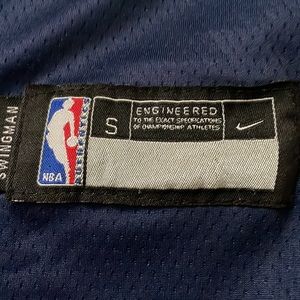 SWINGMAN
NBA
AUTHENTICS
S
ENGINEERED
TO THE EXACT SPECIFICATIONS
OF CHAMPIONSHIP ATHLETES